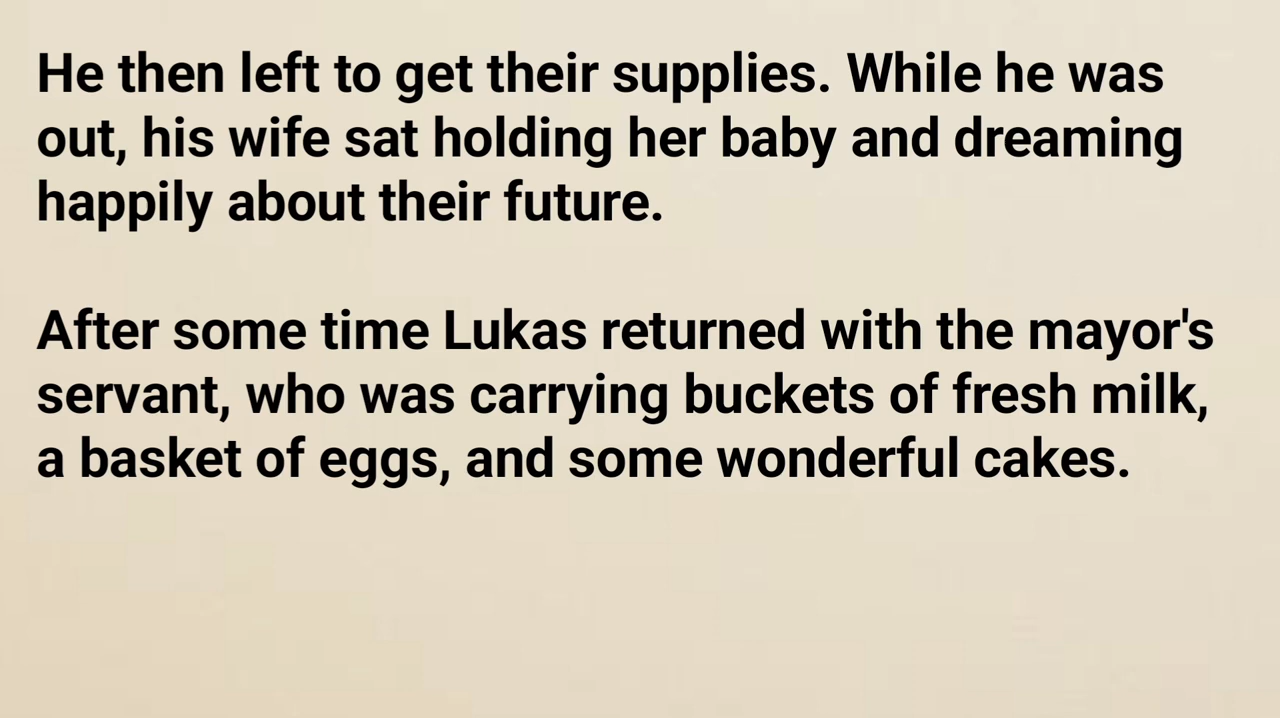 He then left to get their supplies. While he was
out, his wife sat holding her baby and dreaming
happily about their future.
After some time Lukas returned with the mayor's
servant, who was carrying buckets of fresh milk,
a basket of eggs, and some wonderful cakes.